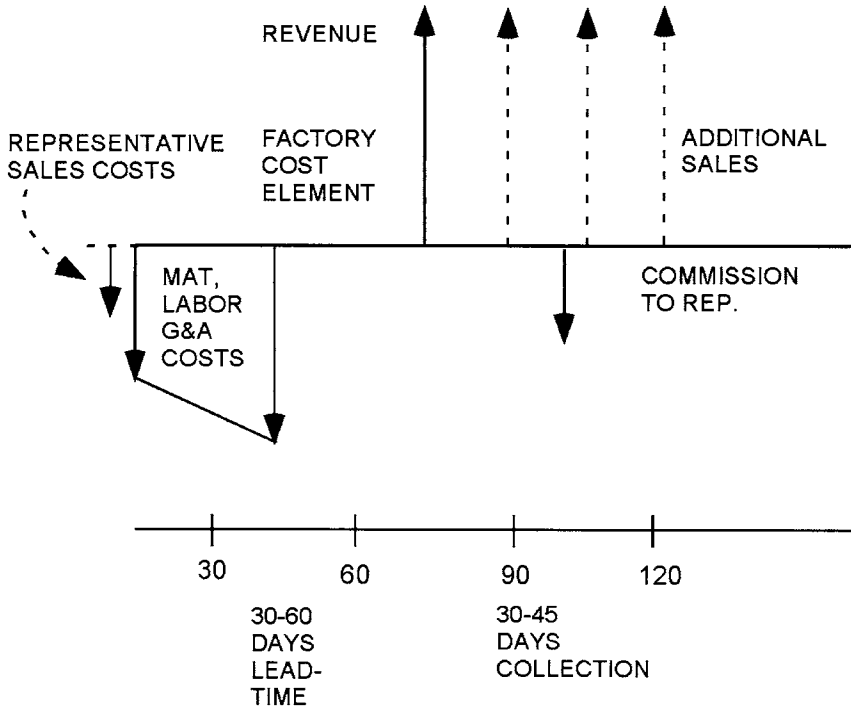 REVENUE
REPRESENTATIVE
SALES COSTS
FACTORY
COST
ELEMENT
ADDITIONAL
SALES
MAT,
LABOR
G&A
COSTS
COMMISSION
TO REP.
30
60
90
120
30-60
DAYS
LEAD-
TIME
30-45
DAYS
COLLECTION